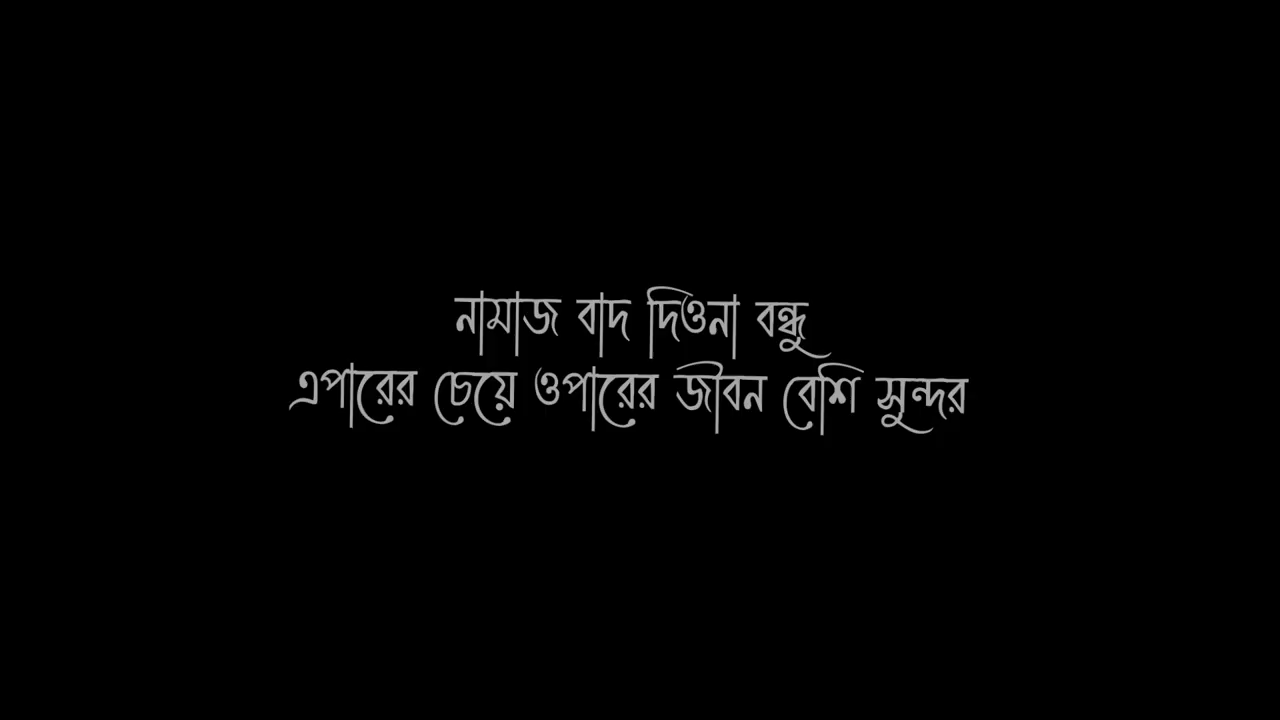 নামাজ বাদ দিওনা বন্ধু
এপারের চেয়ে ওপারের জীবন বেশি সুন্দর